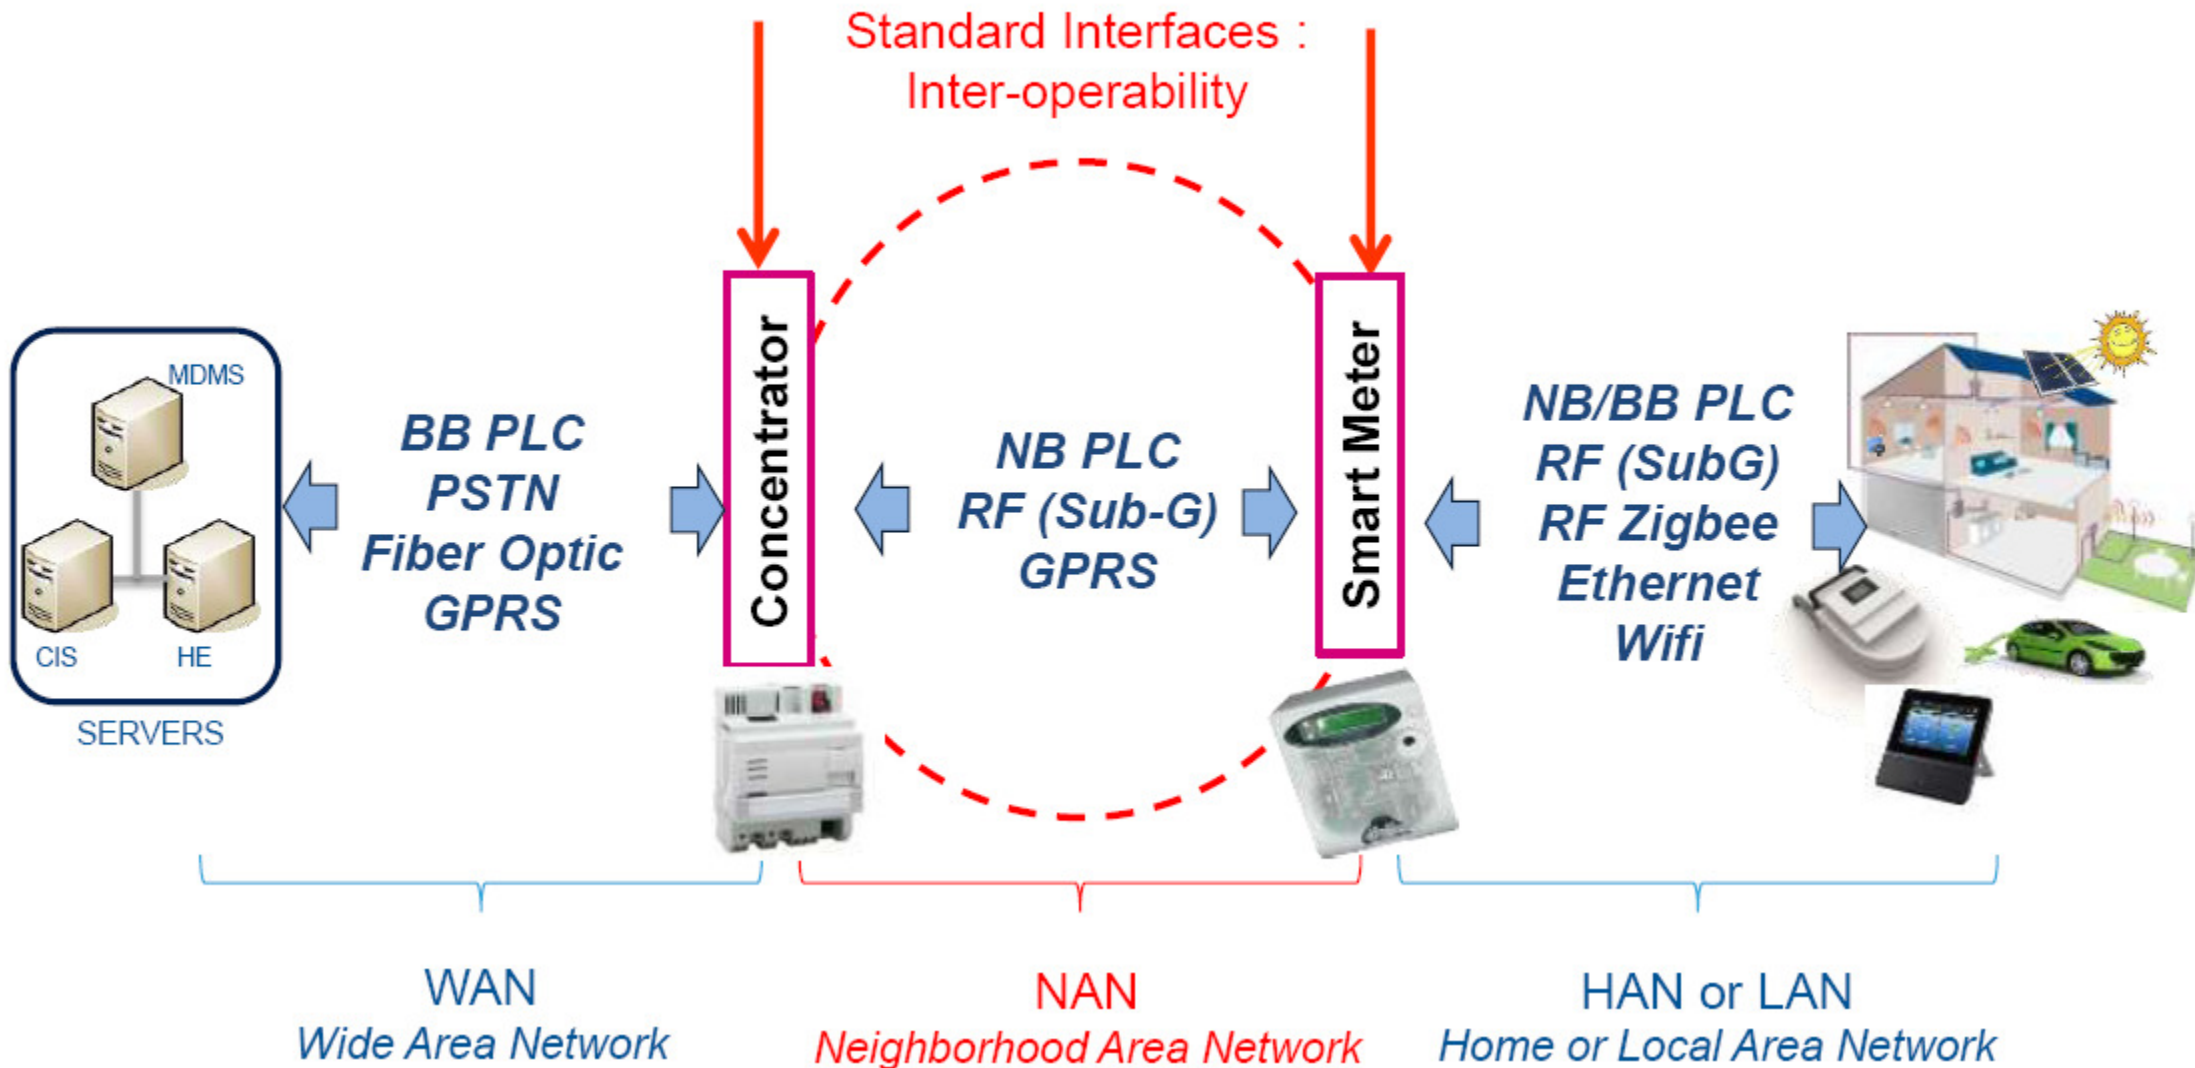 Standard Interfaces :
Inter-operability
MDMS
CIS
HE
SERVERS
BB PLC
PSTN
Fiber Optic
GPRS
Concentrator
NB PLC
RF (Sub-G)
GPRS
Smart Meter
NB/BB PLC
RF (SubG)
RF Zigbee
Ethernet
Wifi
WAN
Wide Area Network
NAN
Neighborhood Area Network
HAN or LAN
Home or Local Area Network